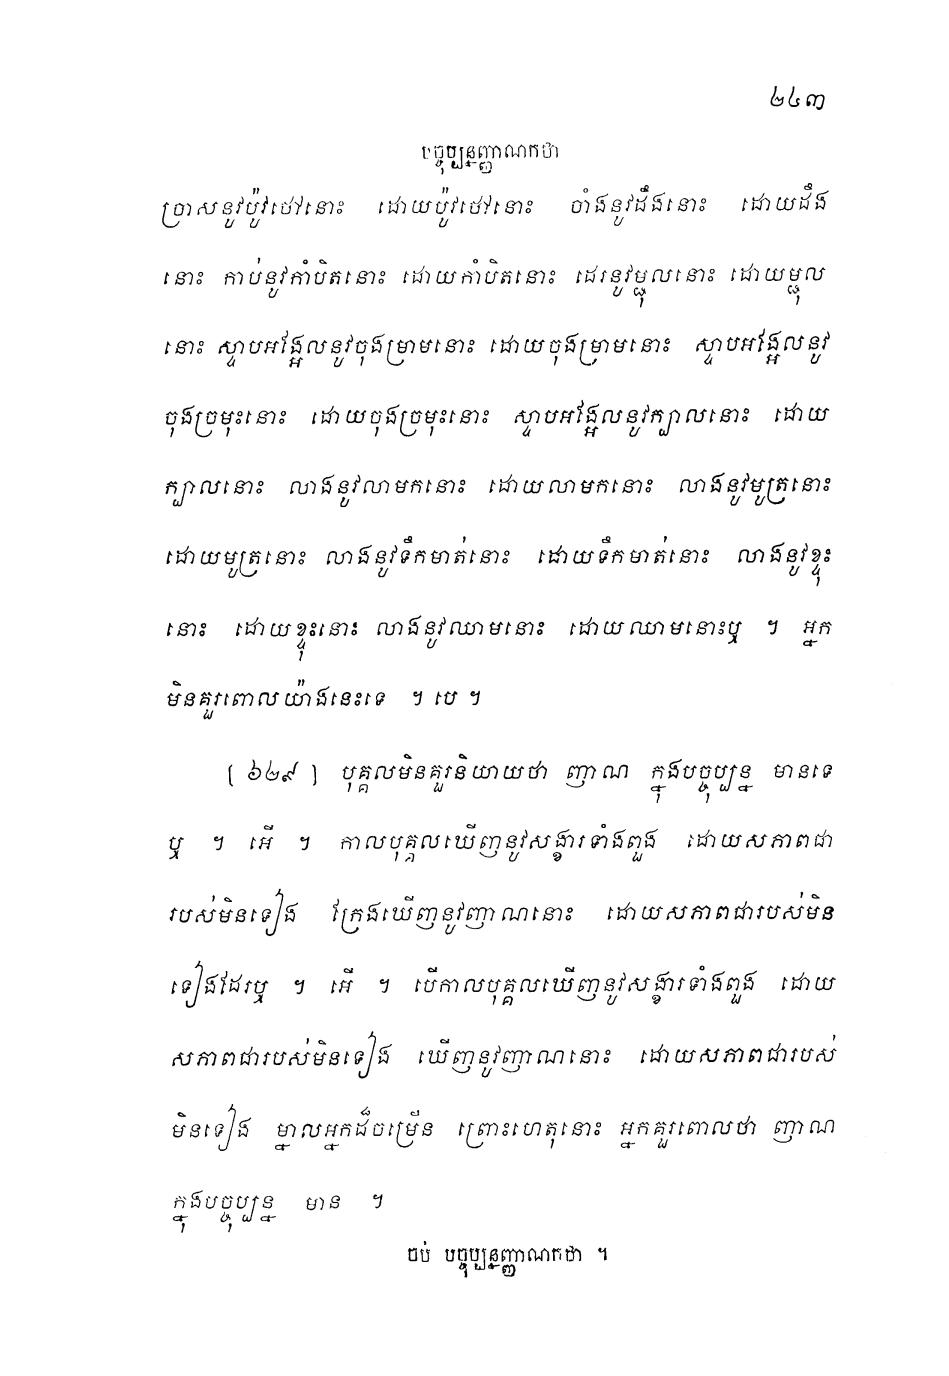 ២៤៣
បច្ចុប្បន្នញ្ញាណកថា
ច្រាសនូវប៉ូវថៅនោះ ដោយប៉ូវថៅនោះ ចាំងនូវដឹងនោះ ដោយដឹង
នោះ កាប់នូវកាំបិតនោះ ដោយកាំបិតនោះ ដេរនូវម្ជុលនោះ ដោយម្ជុល
នោះ ស្ទាបអង្អែលនូវចុងម្រាមនោះ ដោយចុងម្រាមនោះ ស្ទាបអង្អែលនូវ
ចុងច្រមុះនោះ ដោយចុងច្រមុះនោះ ស្ទាបអង្អែលនូវក្បាលនោះ ដោយ
ក្បាលនោះ លាងនូវលាមកនោះ ដោយលាមកនោះ លាងនូវមូត្រនោះ
ដោយមូត្រនោះ លាងនូវទឹកមាត់នោះ ដោយទឹកមាត់នោះ លាងនូវខ្ទុះ
នោះ ដោយខ្ទុះនោះ លាងនូវឈាមនោះ ដោយឈាមនោះឬ ។ អ្នក
មិនគួរពោលយ៉ាងនេះទេ ។ បេ ។
[ ៦២៩ ] បុគ្គលមិនគួរនិយាយថា ញាណ ក្នុងបច្ចុប្បន្ន មានទេ
ឬ ។ អើ ។ កាលបុគ្គលឃើញនូវសង្ខារទាំងពួង ដោយសភាពជា
របស់មិនទៀង ក្រែងឃើញនូវញាណនោះ ដោយសភាពជារបស់មិន
ទៀងដែរឬ ។ អើ ។ បើកាលបុគ្គលឃើញនូវសង្ខារទាំងពួង ដោយ
សភាពជារបស់មិនទៀង ឃើញនូវញាណនោះ ដោយសភាពជារបស់
មិនទៀង ម្នាលអ្នកដ៏ចម្រើន ព្រោះហេតុនោះ អ្នកគួរពោលថា ញាណ
ក្នុងបច្ចុប្បន្ន មាន ។
ចប់ បច្ចុប្បន្នញ្ញាណកថា ។